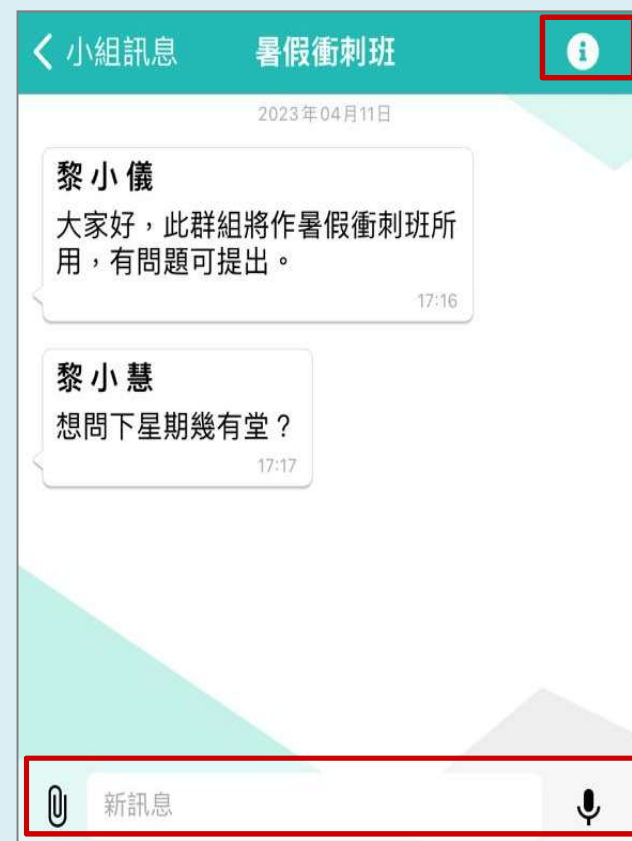 小組訊息 暑假衝刺班
2023年04月11日
黎小儀
大家好,此群組將作暑假衝刺班所
用,有問題可提出。
17:16
黎小慧
想問下星期幾有堂?
17:17
新訊息